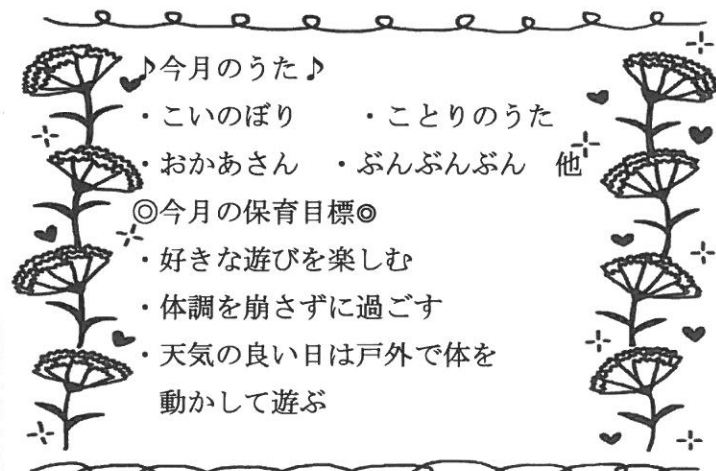 ♪今月のうた♪
・こいのぼり　　・ことりのうた
・おかあさん　・ぶんぶんぶん　他
◎今月の保育目標◎
・好きな遊びを楽しむ
・体調を崩さずに過ごす
・天気の良い日は戸外で体を
動かして遊ぶ